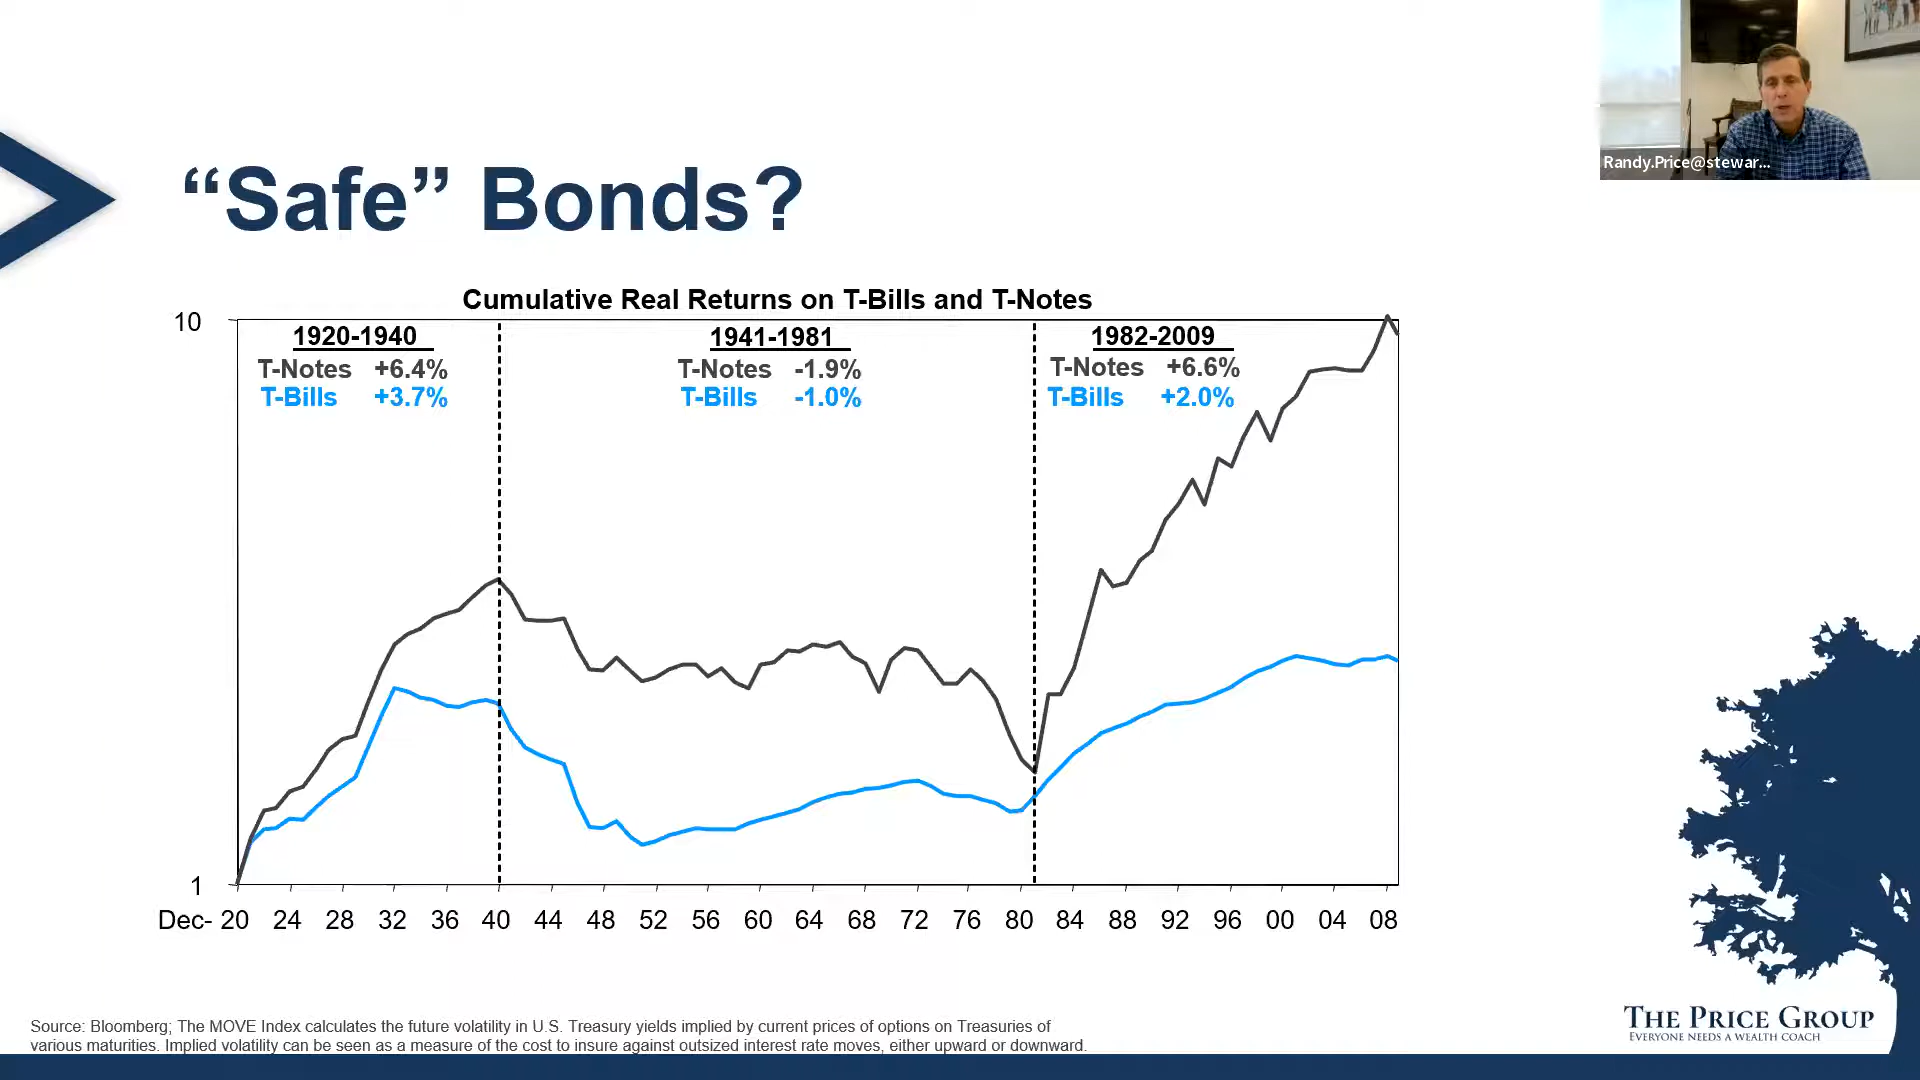 Randy.Price@stewar...
“Safe” Bonds?
Cumulative Real Returns on T-Bills and T-Notes
10
1920-1940
T-Notes +6.4%
T-Bills +3.7%
1941-1981
T-Notes -1.9%
T-Bills -1.0%
1982-2009
T-Notes +6.6%
T-Bills +2.0%
1
Dec- 20 24 28 32 36 40 44 48 52 56 60 64 68 72 76 80 84 88 92 96 00 04 08
Source: Bloomberg; The MOVE Index calculates the future volatility in U.S. Treasury yields implied by current prices of options on Treasuries of
various maturities. Implied volatility can be seen as a measure of the cost to insure against outsized interest rate moves, either upward or downward.
THE PRICE GROUP
EVERYONE NEEDS A WEALTH COACH